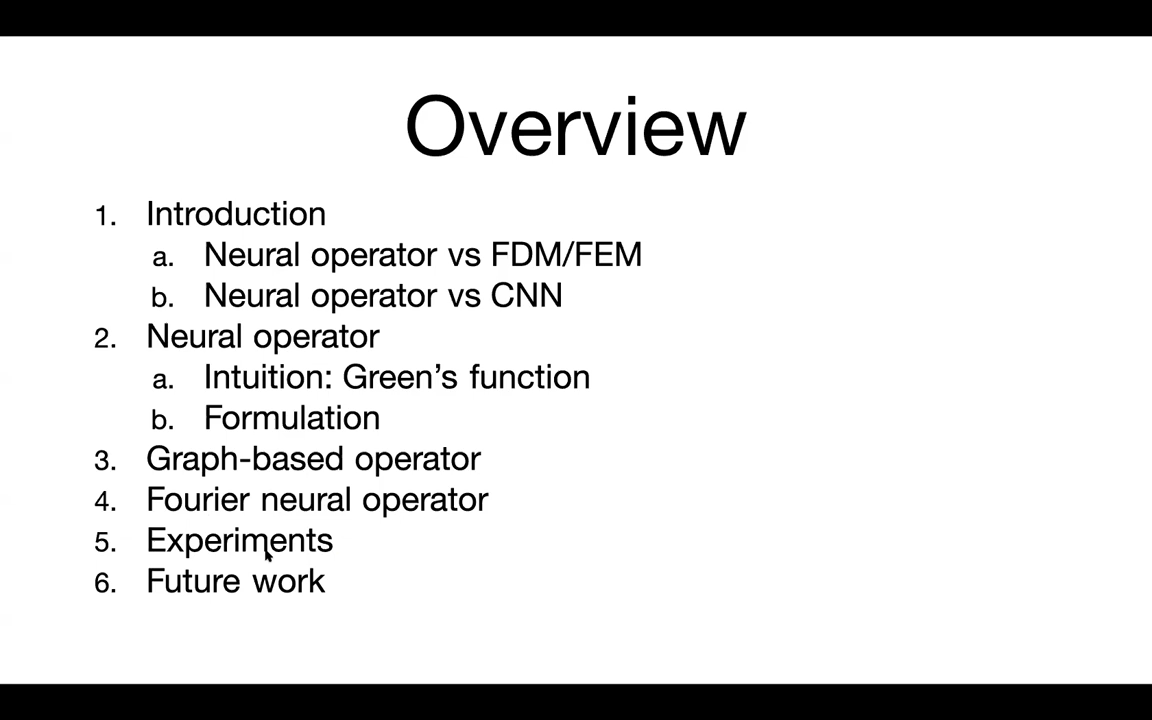 Overview
1. Introduction
a. Neural operator vs FDM/FEM
b. Neural operator vs CNN
2. Neural operator
a. Intuition: Green’s function
b. Formulation
3. Graph-based operator
4. Fourier neural operator
5. Experiments
6. Future work